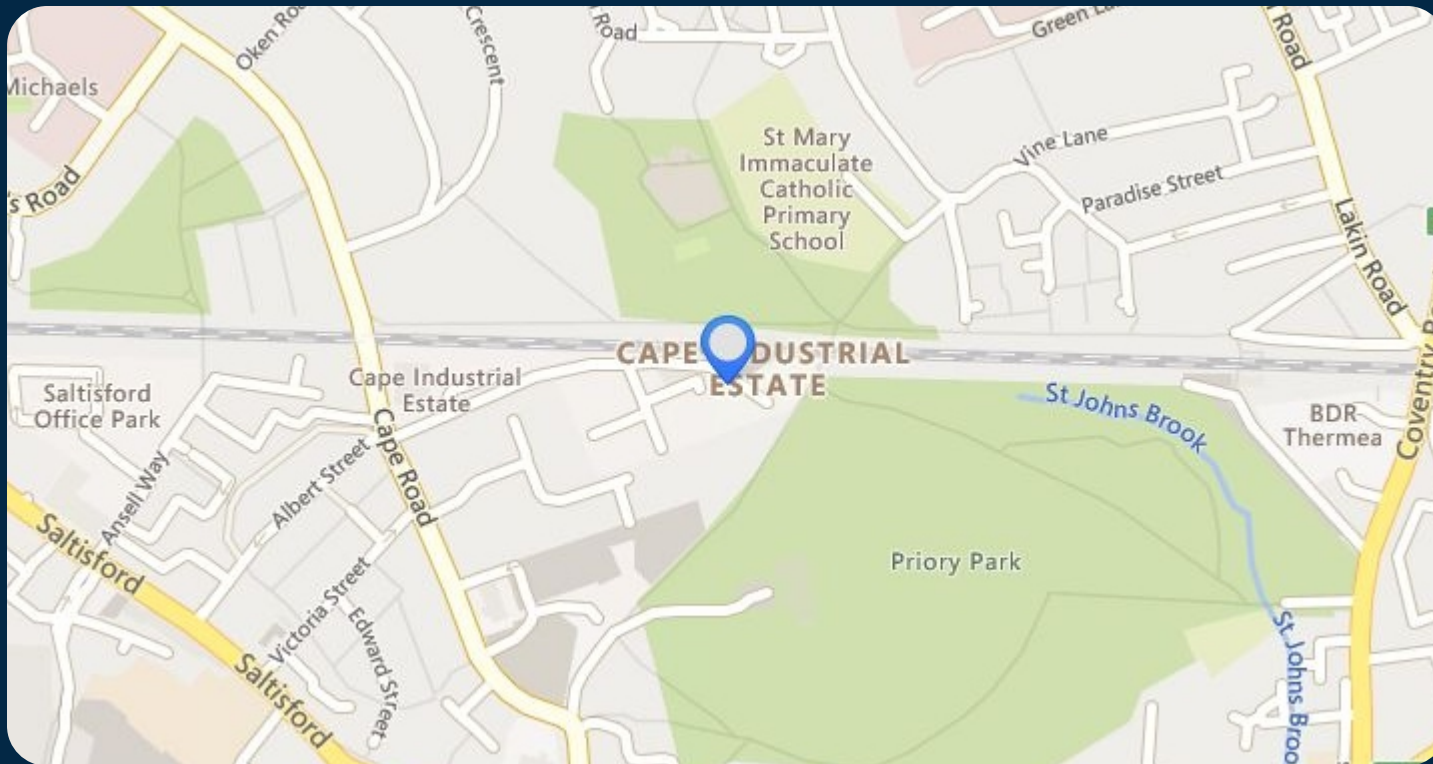 Oken Roa
Crescent
Road
Green La
Road
Michaels
's Road
St Mary
Immaculate
Catholic
Primary
School
Vine Lane
Paradise Street
Lakin Road
CAPE INDUSTRIAL
ESTATE
Saltisford
Office Park
Cape Industrial
Estate
St Johns Brook
BDR
Thermea
Coventry Ro
Ansell Way
Albert Street
Cape Road
Saltisford
Priory Park
Victoria Street
Edward Street
Saltisford
St Johns Broo